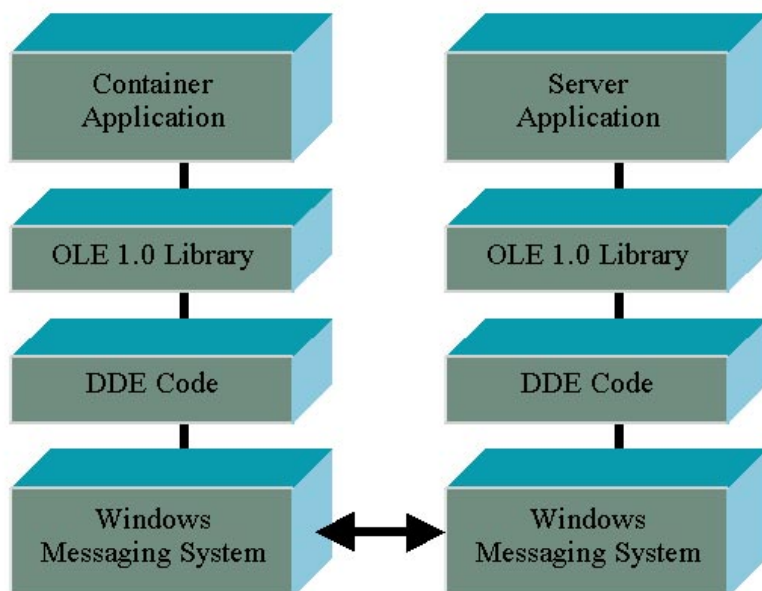 Container
Application
Server
Application
OLE 1.0 Library
OLE 1.0 Library
DDE Code
DDE Code
Windows
Messaging System
Windows
Messaging System